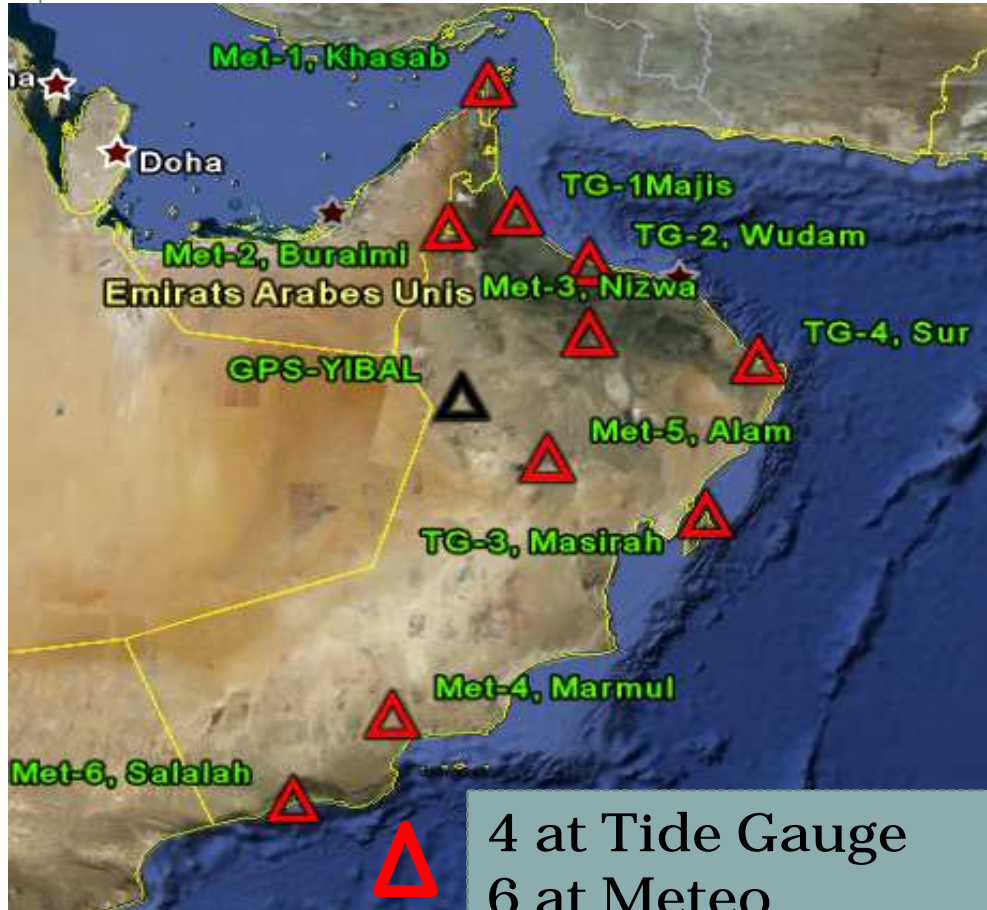 Met-1, Khasab
na
Doha
TG-1Majis
TG-2, Wudam
Met-2, Buraimi
Emirats Arabes Unis
Met-3, Nizwa
TG-4, Sur
GPS-YIBAL
Met-5, Alam
TG-3, Masirah
Met-4, Marmul
Met-6, Salalah
4 at Tide Gauge
6 at Meteo